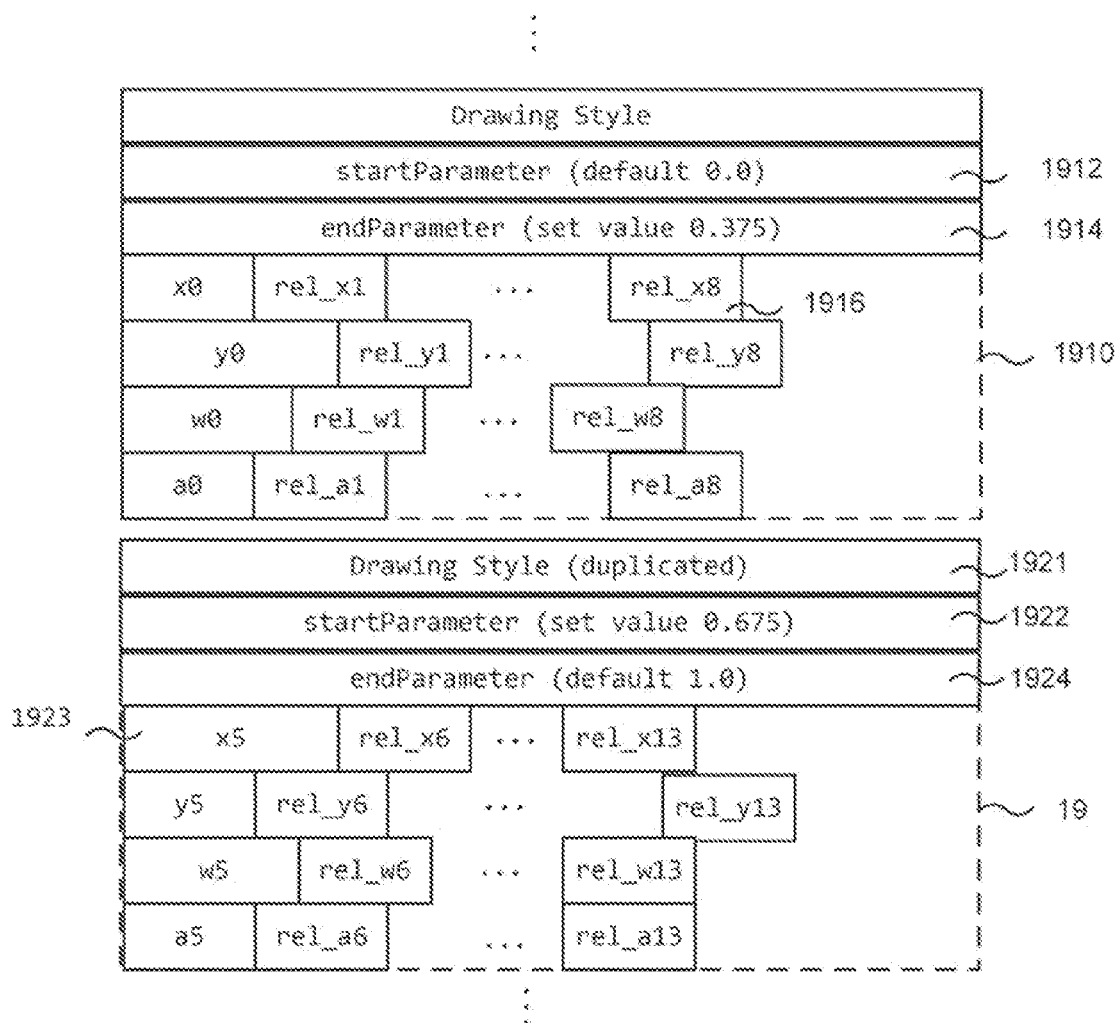 ⋮
Drawing Style
startParameter (default 0.0) 1912
endParameter (set value 0.375) 1914
x0 rel_x1 ... rel_x8 1916
y0 rel_y1 ... rel_y8 1910
w0 rel_w1 ... rel_w8
a0 rel_a1 ... rel_a8
Drawing Style (duplicated) 1921
startParameter (set value 0.675) 1922
endParameter (default 1.0) 1924
1923 x5 rel_x6 ... rel_x13
y5 rel_y6 ... rel_y13 19
w5 rel_w6 ... rel_w13
a5 rel_a6 ... rel_a13
⋮